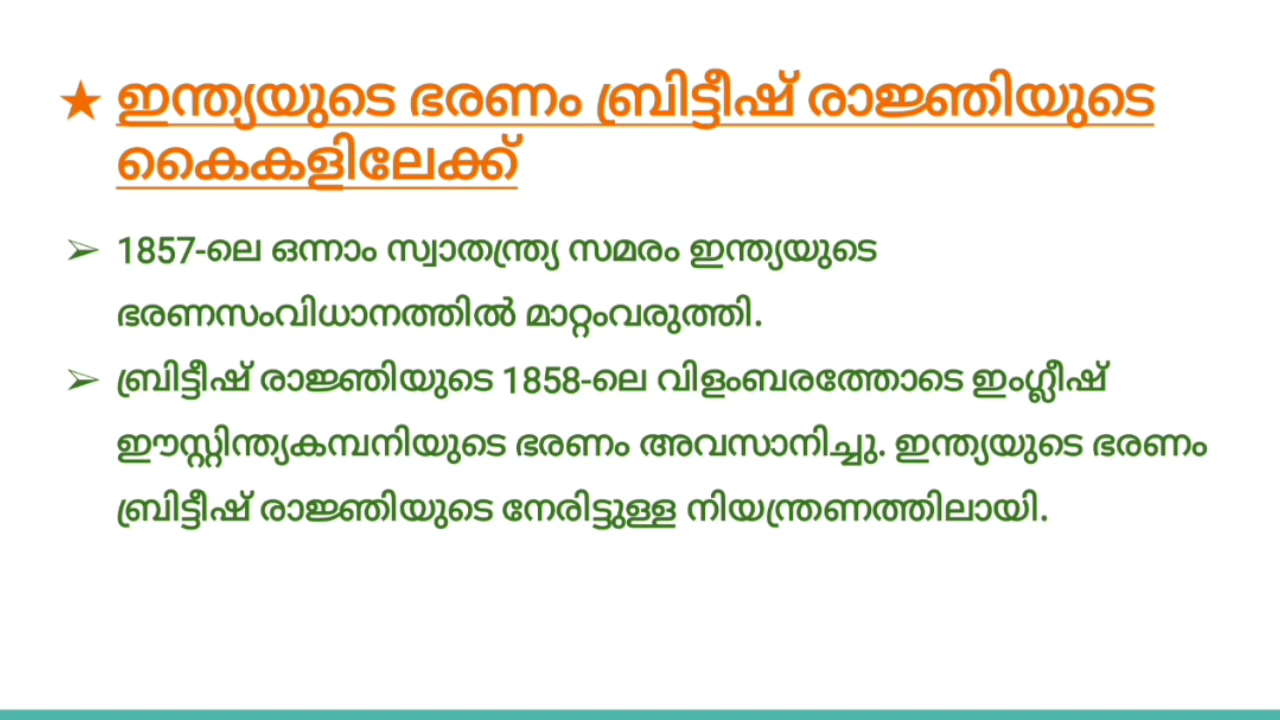 ★ ഇന്ത്യയുടെ ഭരണം ബ്രിട്ടീഷ് രാജ്ഞിയുടെ
കൈകളിലേക്ക്
➢ 1857-ലെ ഒന്നാം സ്വാതന്ത്ര്യ സമരം ഇന്ത്യയുടെ
ഭരണസംവിധാനത്തിൽ മാറ്റംവരുത്തി.
➢ ബ്രിട്ടീഷ് രാജ്ഞിയുടെ 1858-ലെ വിളംബരത്തോടെ ഇംഗ്ലീഷ്
ഈസ്റ്റിന്ത്യകമ്പനിയുടെ ഭരണം അവസാനിച്ചു. ഇന്ത്യയുടെ ഭരണം
ബ്രിട്ടീഷ് രാജ്ഞിയുടെ നേരിട്ടുള്ള നിയന്ത്രണത്തിലായി.